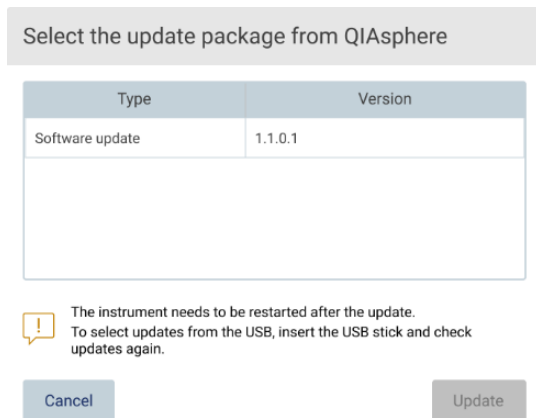 Select the update package from QIAsphere
Type Version
Software update 1.1.0.1
!
The instrument needs to be restarted after the update.
To select updates from the USB, insert the USB stick and check
updates again.
Cancel Update